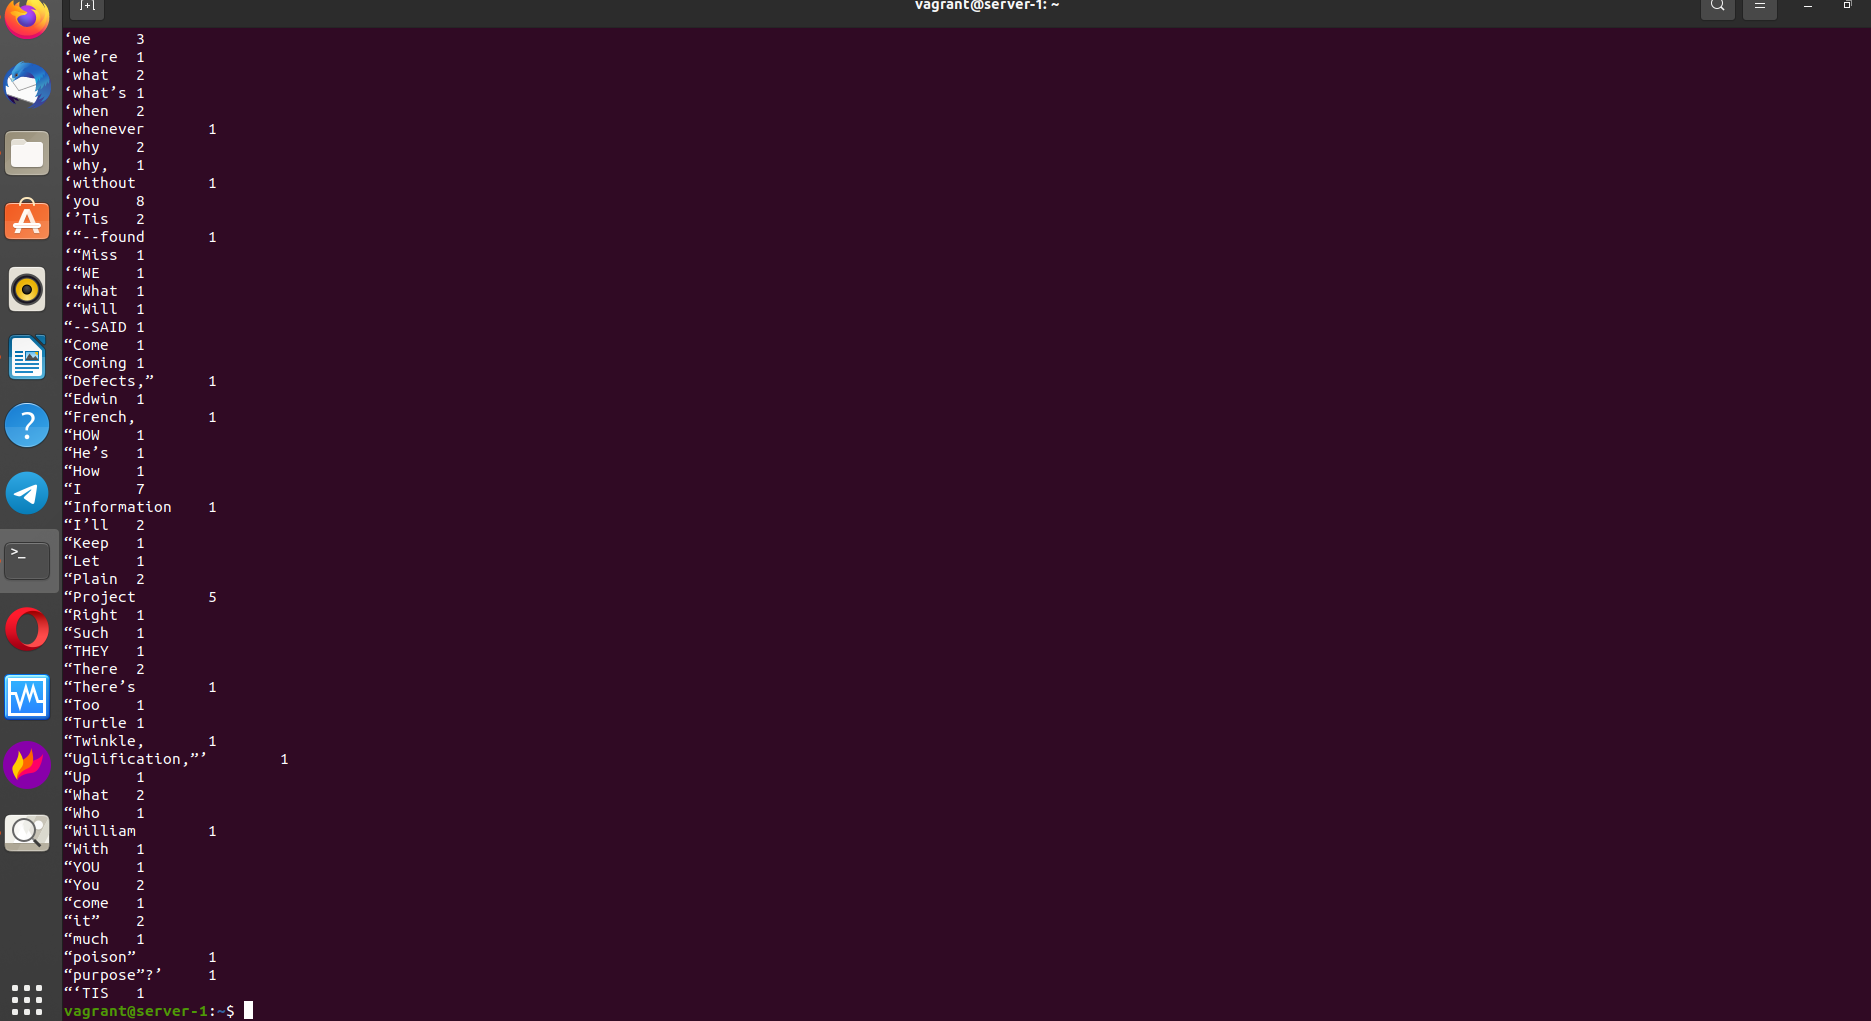 vagrant@server-1: ~
‘we 3
‘we’re 1
‘what 2
‘what’s 1
‘when 2
‘whenever 1
‘why 2
‘why, 1
‘without 1
‘you 8
‘’Tis 2
‘“--found 1
‘“Miss 1
‘“WE 1
‘“What 1
‘“Will 1
“--SAID 1
“Come 1
“Coming 1
“Defects,” 1
“Edwin 1
“French, 1
“HOW 1
“He’s 1
“How 1
“I 7
“Information 1
“I’ll 2
“Keep 1
“Let 1
“Plain 2
“Project 5
“Right 1
“Such 1
“THEY 1
“There 2
“There’s 1
“Too 1
“Turtle 1
“Twinkle, 1
“Uglification,”’ 1
“Up 1
“What 2
“Who 1
“William 1
“With 1
“YOU 1
“You 2
“come 1
“it” 2
“much 1
“poison” 1
“purpose”?’ 1
“‘TIS 1
vagrant@server-1:~$